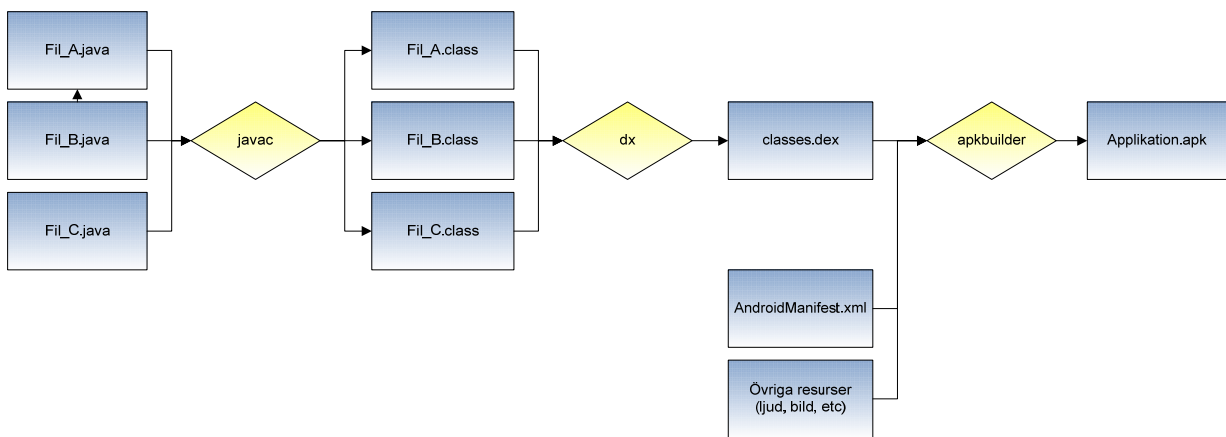 Fil_A.java
Fil_B.java
Fil_C.java
javac
Fil_A.class
Fil_B.class
Fil_C.class
dx
classes.dex
AndroidManifest.xml
Övriga resurser
(ljud, bild, etc)
apkbuilder
Applikation.apk